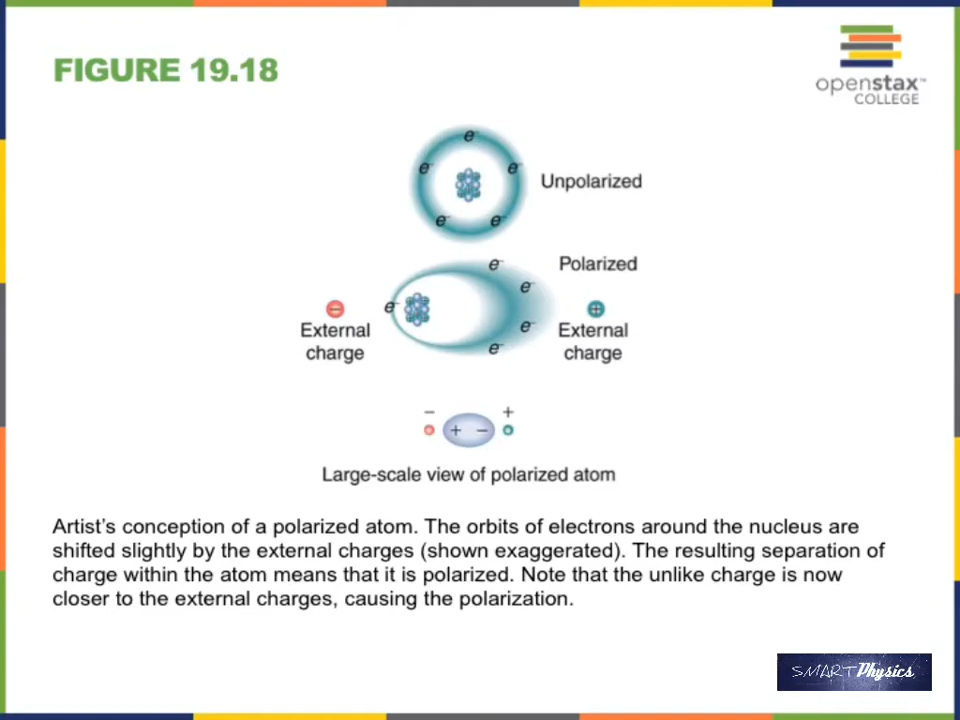 FIGURE 19.18
openstax™
COLLEGE
e⁻
e⁻
e⁻
Unpolarized
e⁻
e⁻
e⁻
Polarized
e⁻
e⁻
−
+
External
charge
e⁻
External
charge
e⁻
− +
+ −
Large-scale view of polarized atom
Artist's conception of a polarized atom. The orbits of electrons around the nucleus are
shifted slightly by the external charges (shown exaggerated). The resulting separation of
charge within the atom means that it is polarized. Note that the unlike charge is now
closer to the external charges, causing the polarization.
SMART Physics